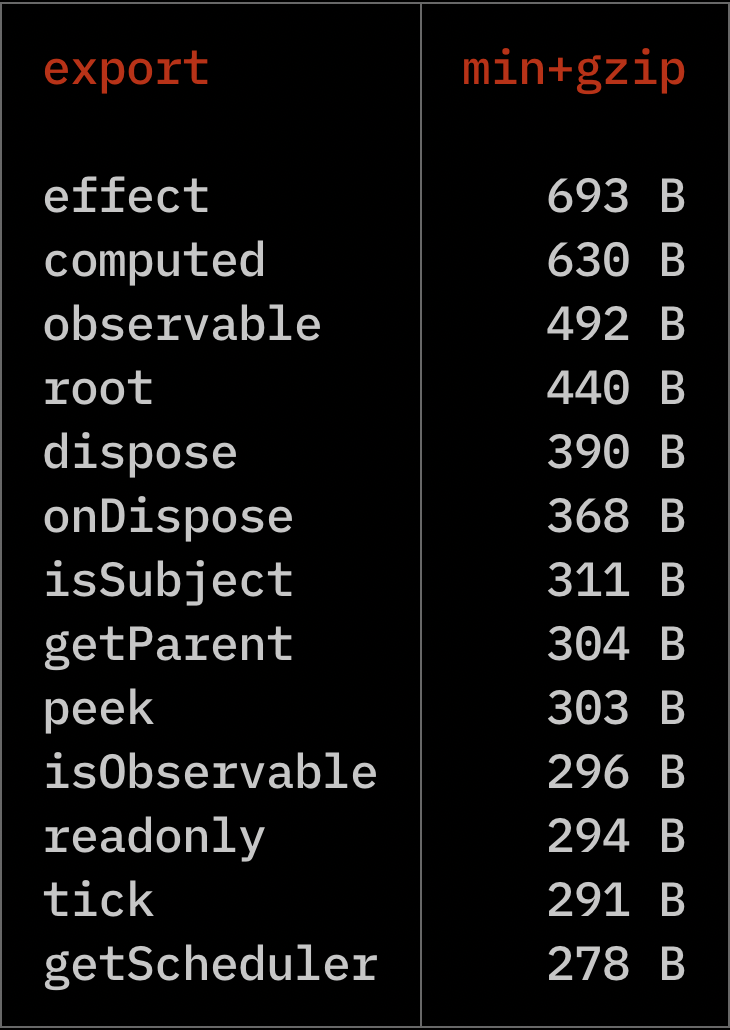 export min+gzip
effect 693 B
computed 630 B
observable 492 B
root 440 B
dispose 390 B
onDispose 368 B
isSubject 311 B
getParent 304 B
peek 303 B
isObservable 296 B
readonly 294 B
tick 291 B
getScheduler 278 B